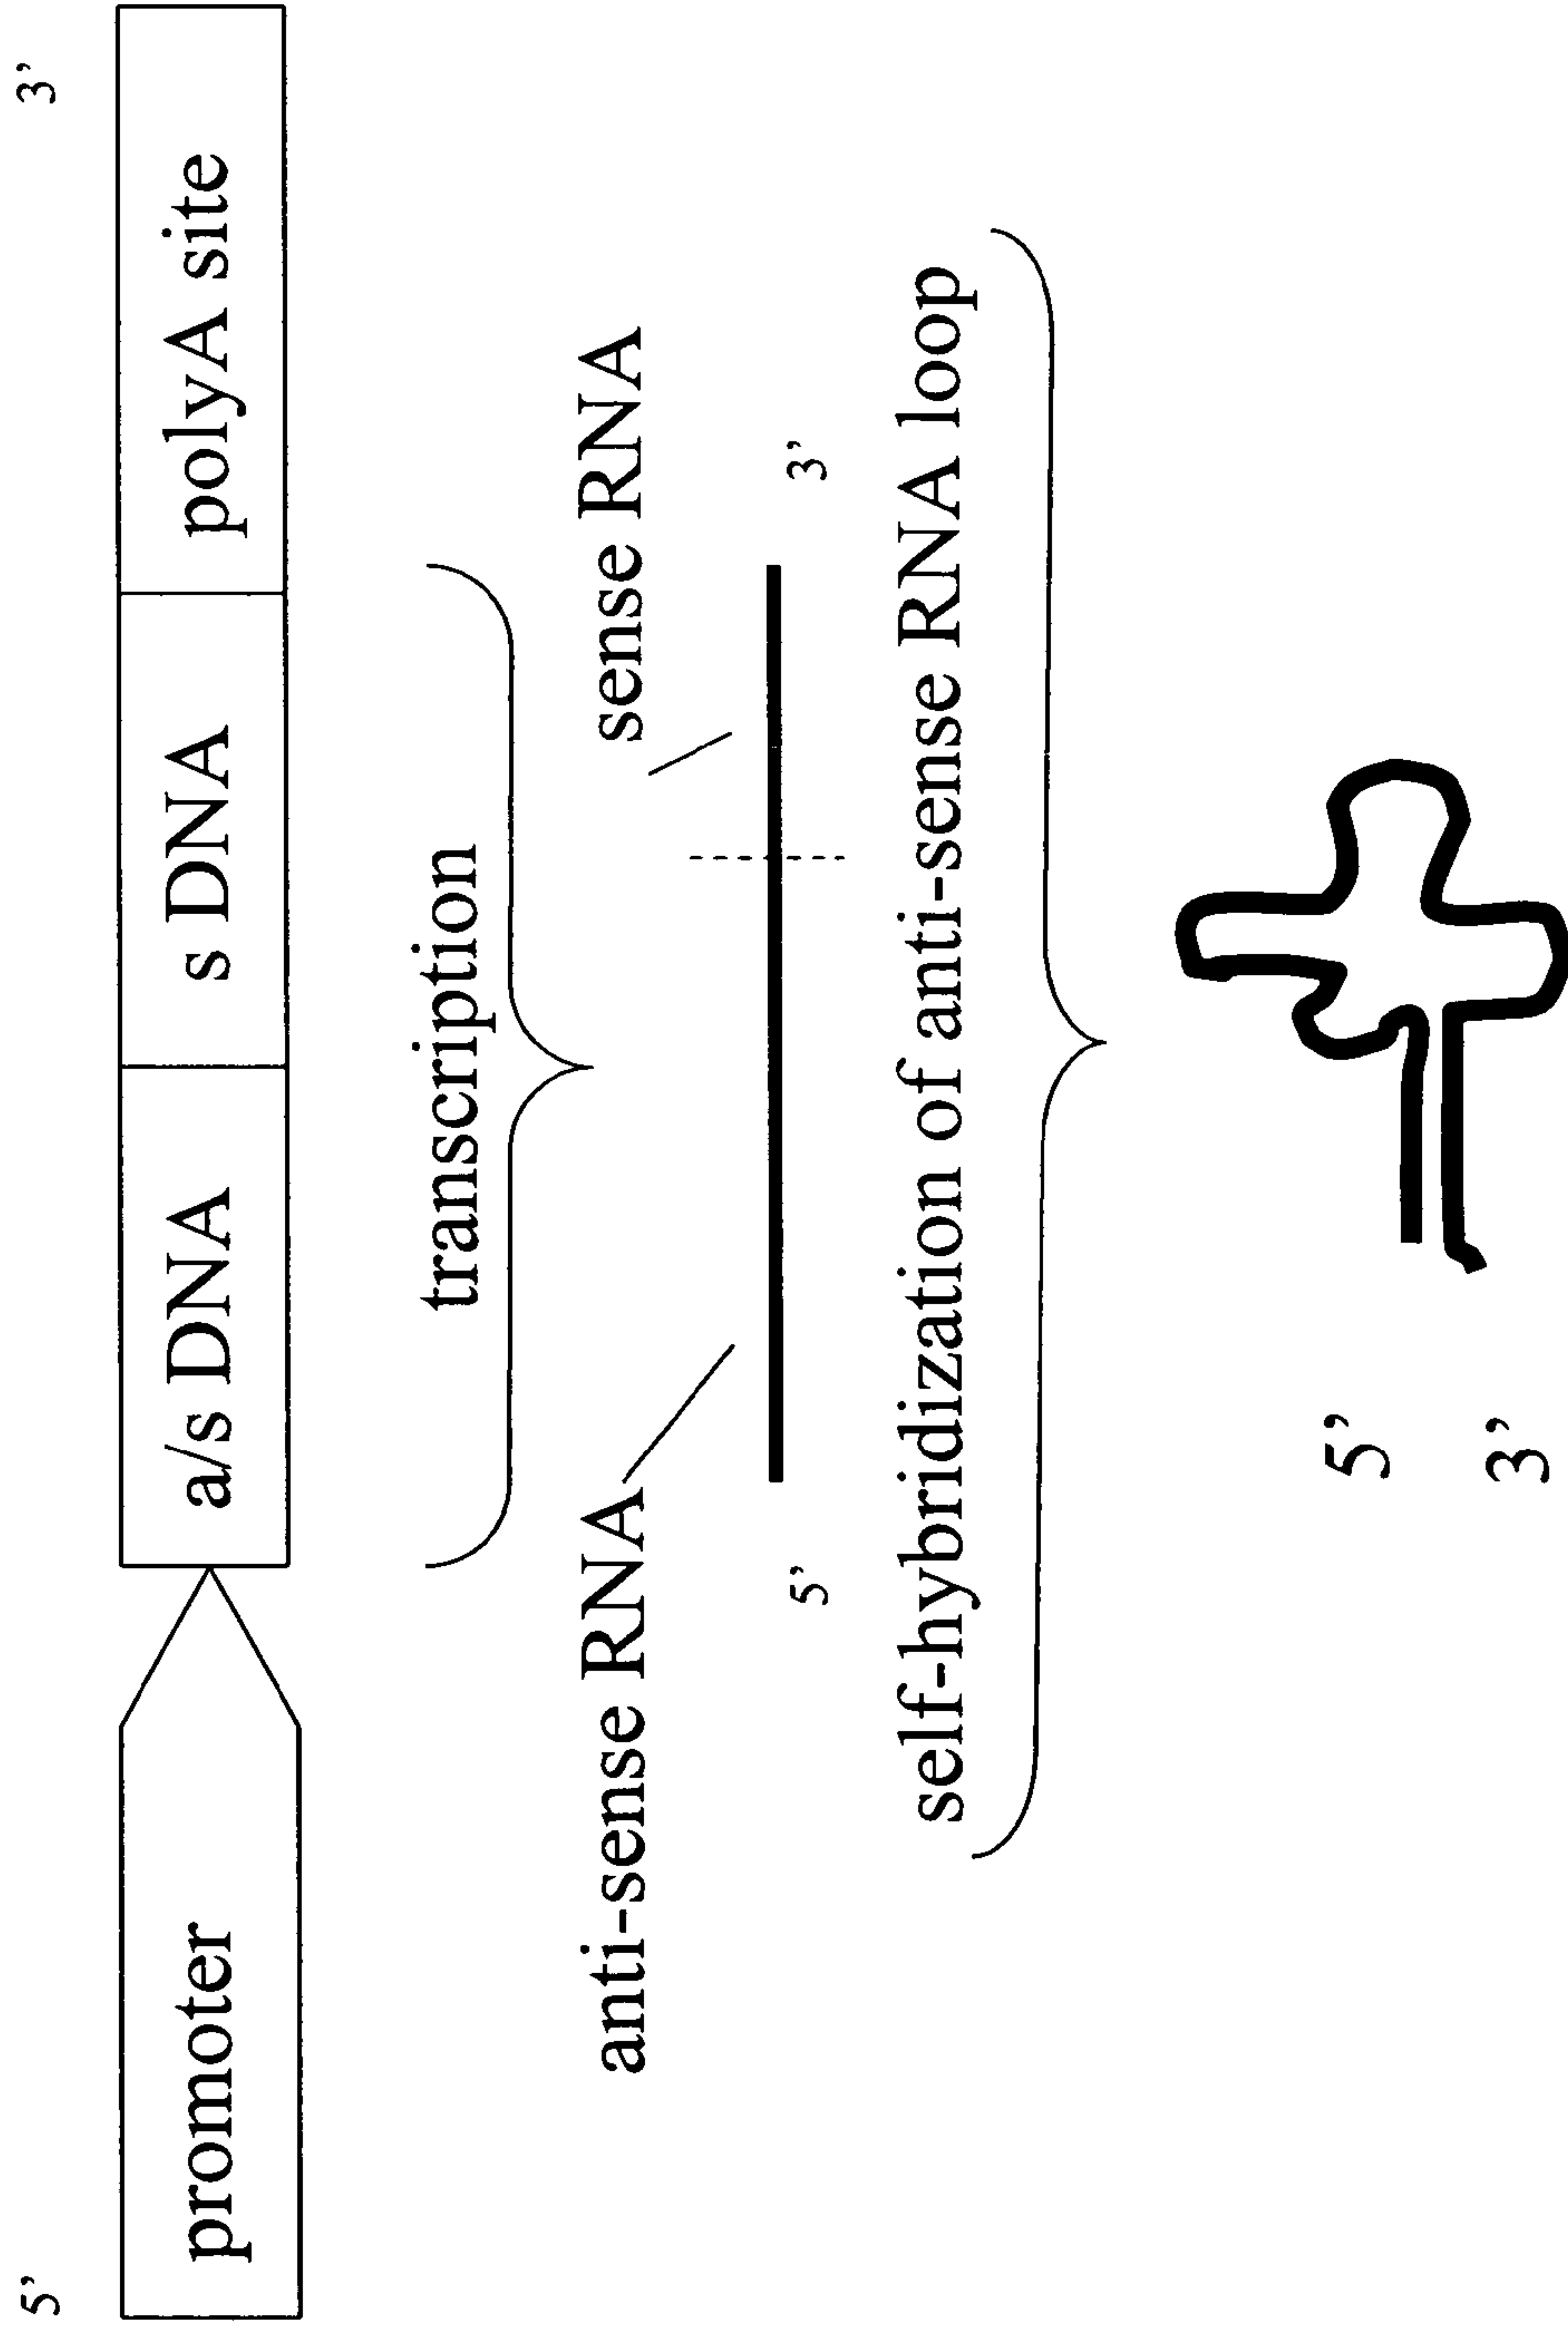 5’ 3’
promoter a/s DNA s DNA polyA site
transcription
anti-sense RNA sense RNA
5’ 3’
self-hybridization of anti-sense RNA loop
5’
3’